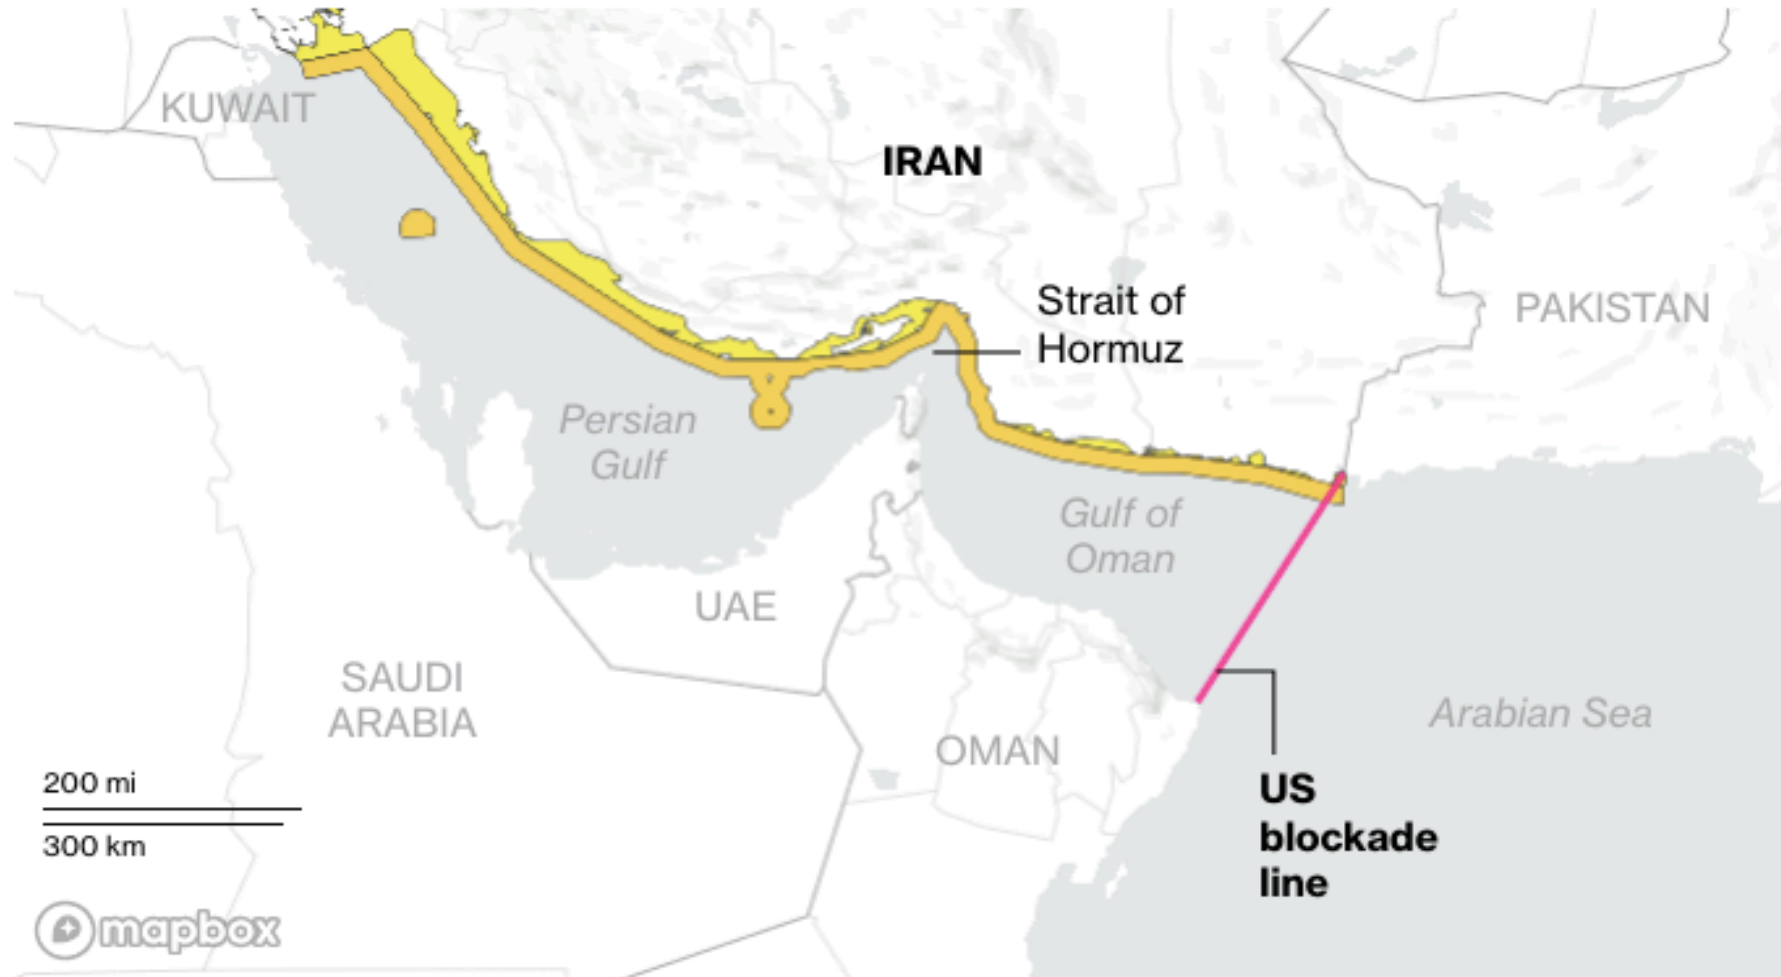 KUWAIT
IRAN
Strait of
Hormuz
PAKISTAN
Persian
Gulf
Gulf of
Oman
UAE
SAUDI
ARABIA
Arabian Sea
OMAN
200 mi
300 km
US
blockade
line
mapbox